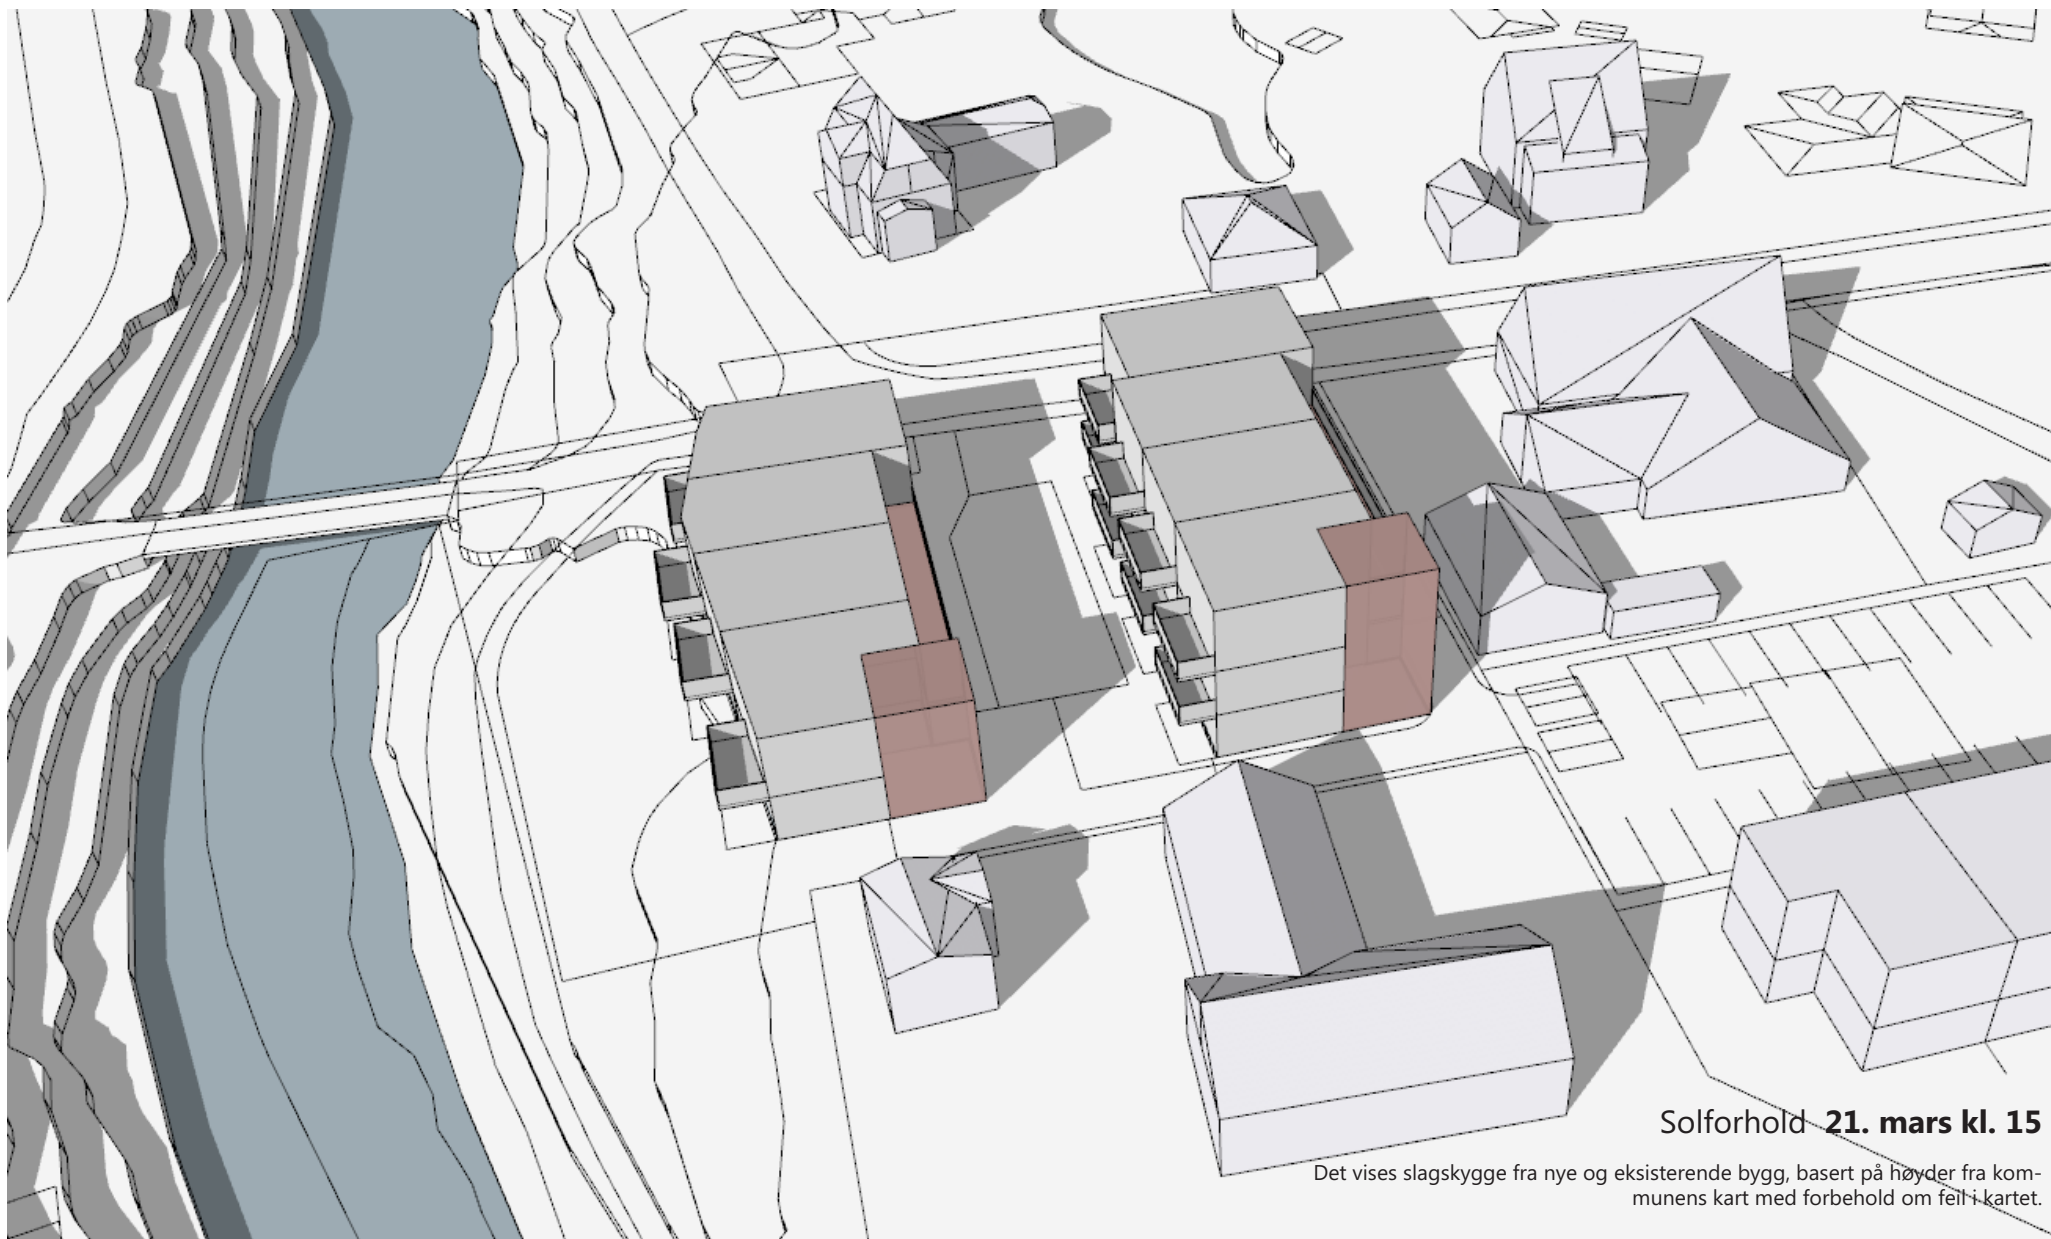 Solforhold 21. mars kl. 15
Det vises slagskygge fra nye og eksisterende bygg, basert på høyder fra kom-
munens kart med forbehold om feil i kartet.